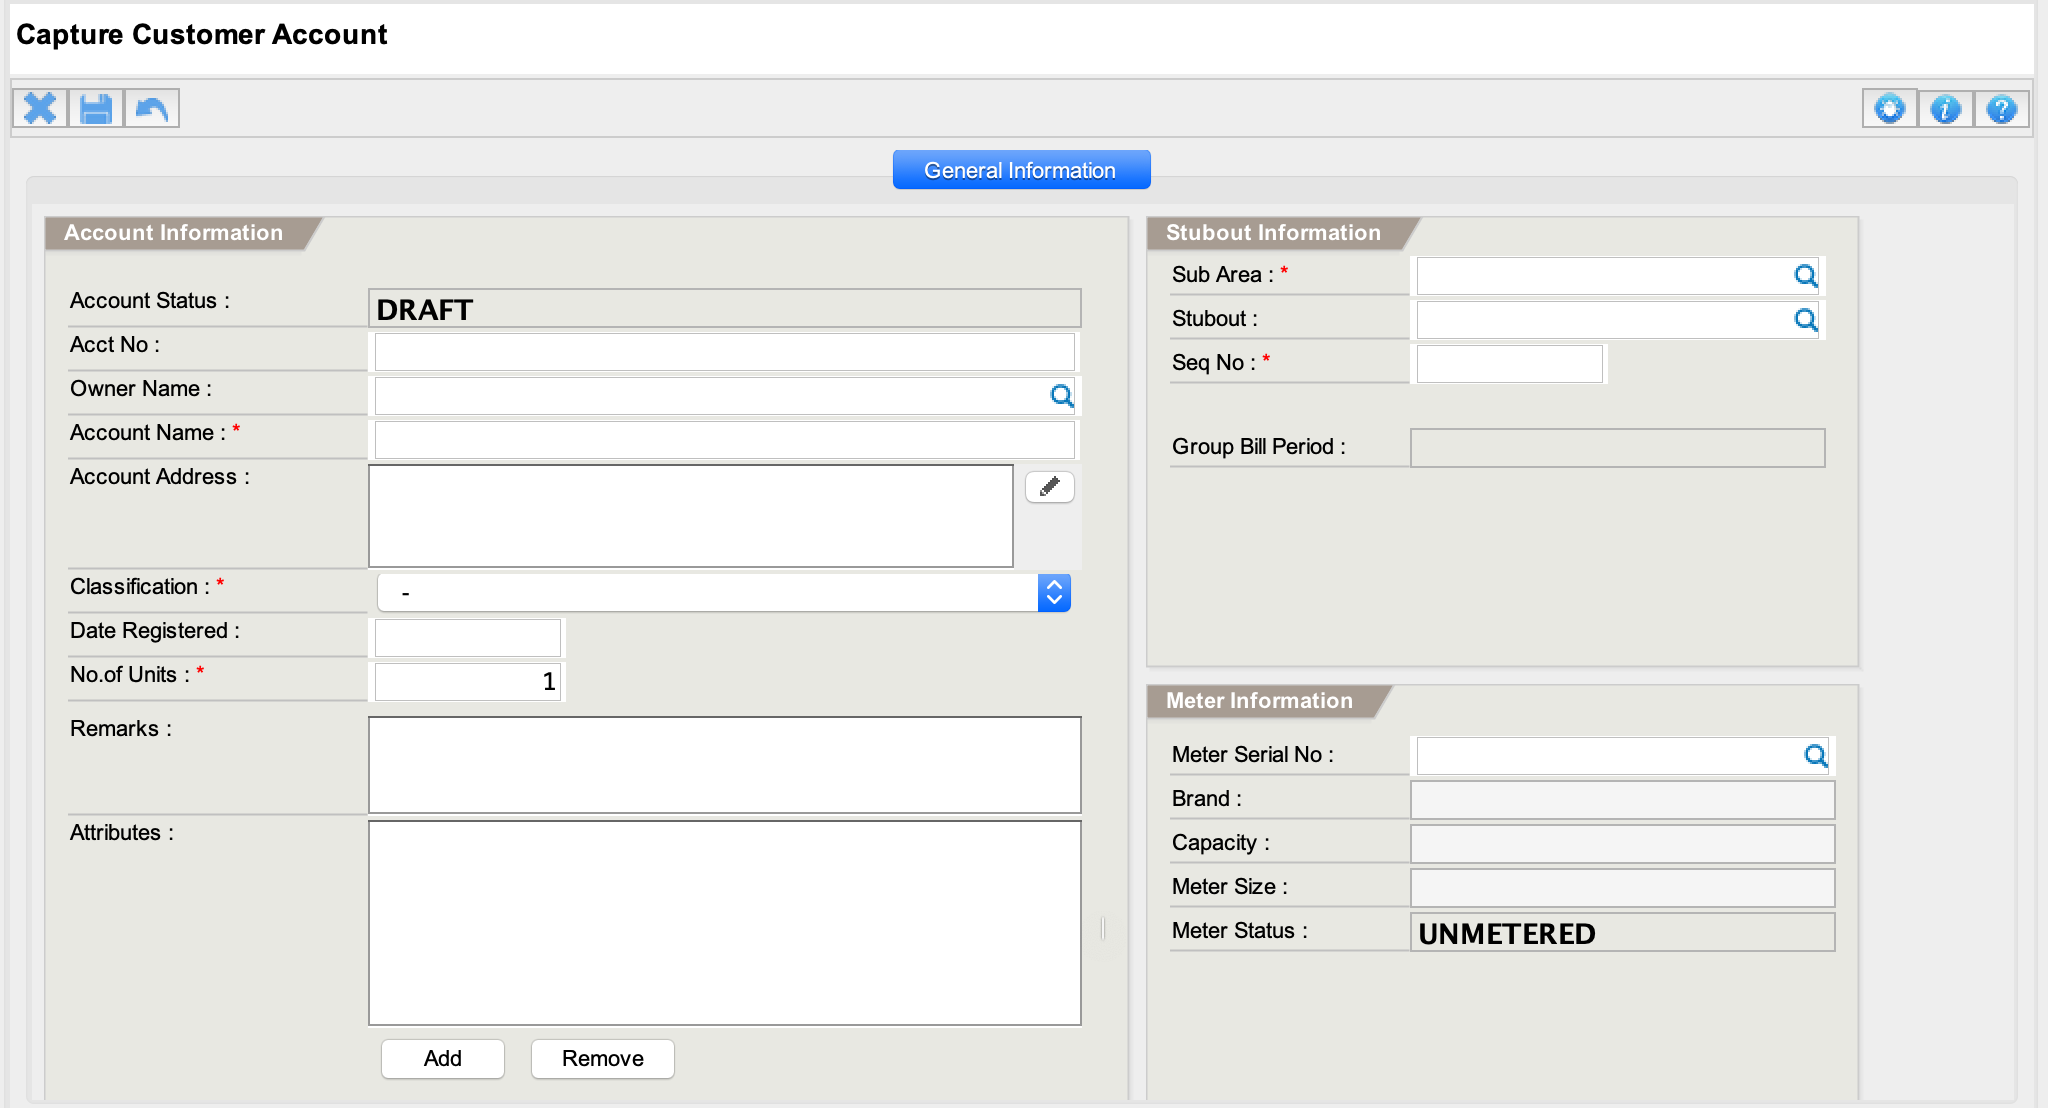 Capture Customer Account
General Information
Account Information
Account Status :
DRAFT
Acct No :
Owner Name :
Account Name : *
Account Address :
Classification : *
-
Date Registered :
No.of Units : *
1
Remarks :
Attributes :
Add
Remove
Stubout Information
Sub Area : *
Stubout :
Seq No : *
Group Bill Period :
Meter Information
Meter Serial No :
Brand :
Capacity :
Meter Size :
Meter Status :
UNMETERED